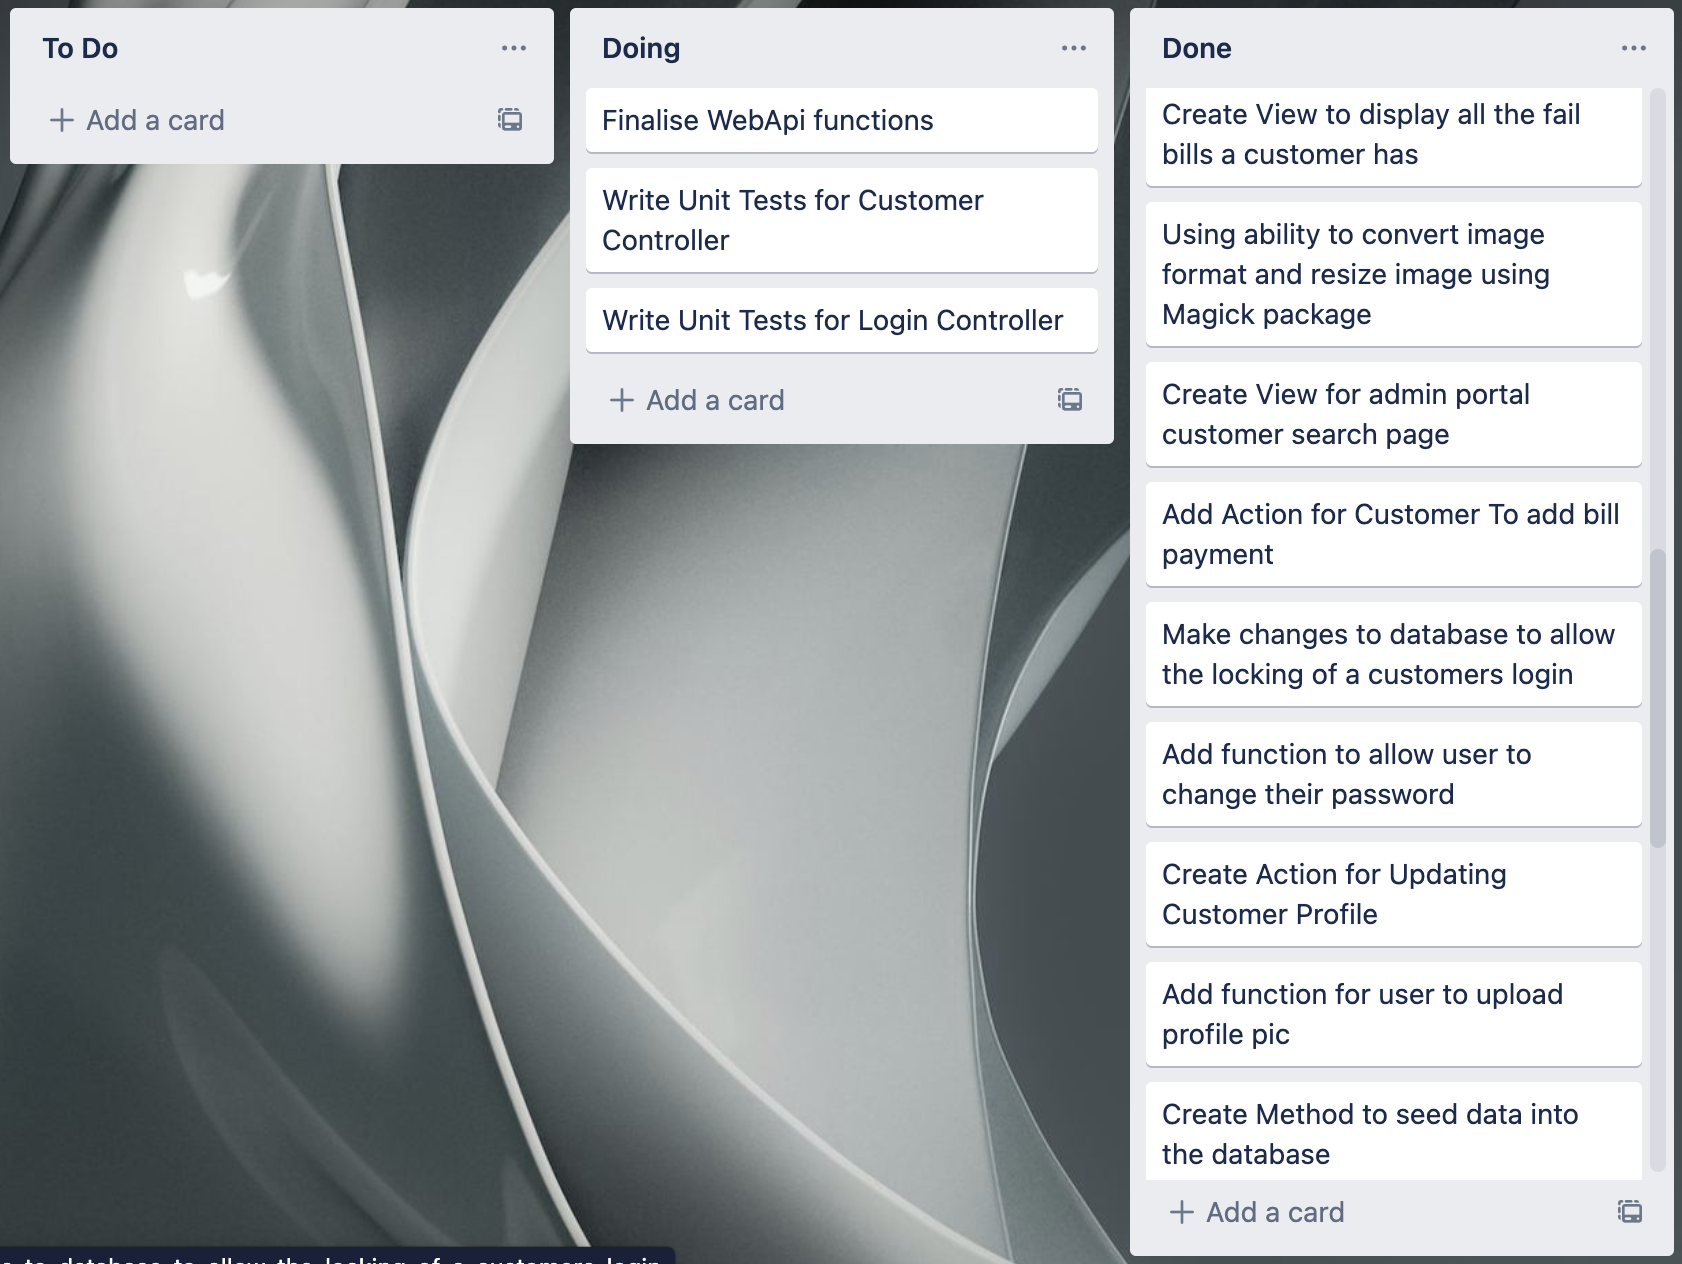 To Do
Add a card
Doing
Finalise WebApi functions
Write Unit Tests for Customer
Controller
Write Unit Tests for Login Controller
Add a card
Done
Create View to display all the fail
bills a customer has
Using ability to convert image
format and resize image using
Magick package
Create View for admin portal
customer search page
Add Action for Customer To add bill
payment
Make changes to database to allow
the locking of a customers login
Add function to allow user to
change their password
Create Action for Updating
Customer Profile
Add function for user to upload
profile pic
Create Method to seed data into
the database
Add a card
to database to allow the locking of a customers login